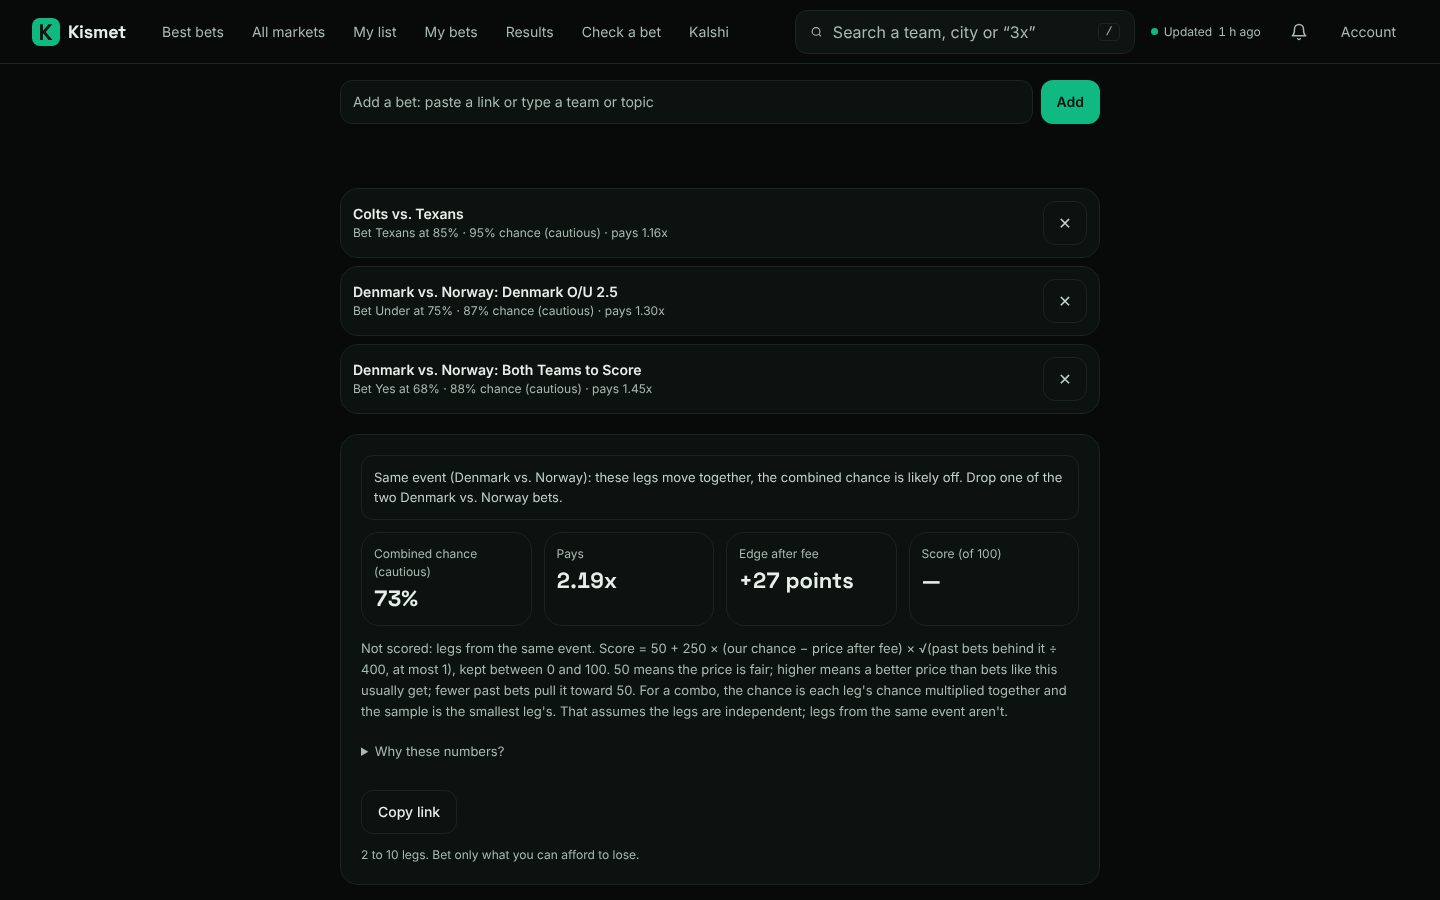 K Kismet
Best bets
All markets
My list
My bets
Results
Check a bet
Kalshi
Search a team, city or “3x”
/
Updated 1 h ago
Account
Add a bet: paste a link or type a team or topic
Add
Colts vs. Texans
Bet Texans at 85% · 95% chance (cautious) · pays 1.16x
✕
Denmark vs. Norway: Denmark O/U 2.5
Bet Under at 75% · 87% chance (cautious) · pays 1.30x
✕
Denmark vs. Norway: Both Teams to Score
Bet Yes at 68% · 88% chance (cautious) · pays 1.45x
✕
Same event (Denmark vs. Norway): these legs move together, the combined chance is likely off. Drop one of the
two Denmark vs. Norway bets.
Combined chance
(cautious)
73%
Pays
2.19x
Edge after fee
+27 points
Score (of 100)
—
Not scored: legs from the same event. Score = 50 + 250 × (our chance − price after fee) × √(past bets behind it ÷
400, at most 1), kept between 0 and 100. 50 means the price is fair; higher means a better price than bets like this
usually get; fewer past bets pull it toward 50. For a combo, the chance is each leg's chance multiplied together and
the sample is the smallest leg's. That assumes the legs are independent; legs from the same event aren't.
▶ Why these numbers?
Copy link
2 to 10 legs. Bet only what you can afford to lose.